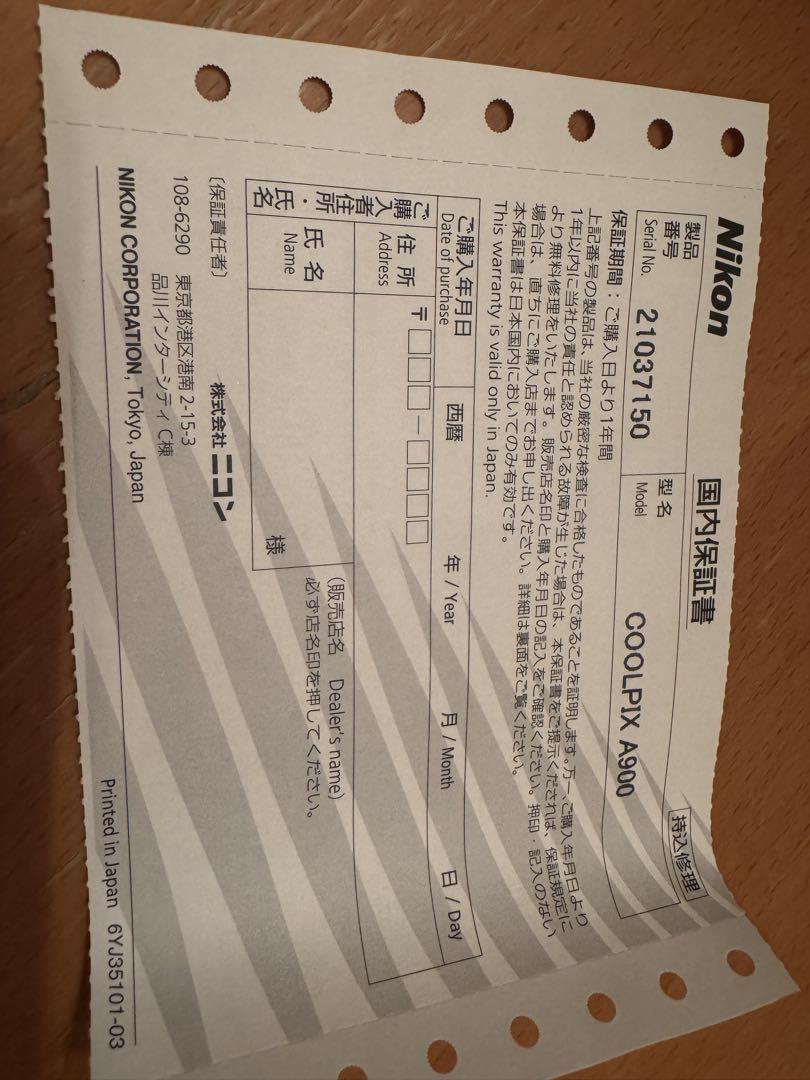 Nikon
国内保証書
持込修理
製品番号
Serial No.
21037150
型名
Model
COOLPIX A900
保証期間：ご購入日より1年間
上記番号の製品は、当社の厳密な検査に合格したものであることを証明します。万一、ご購入年月日より
1年以内に当社の責任と認められる故障が生じた場合は、本保証書をご提示くだされば、保証規定に
より無料修理をいたします。販売店名印と購入年月日の記入をご確認ください。押印・記入のない
場合は、直ちにご購入店までお申し出ください。詳細は裏面をご覧ください。
本保証書は日本国内においてのみ有効です。
This warranty is valid only in Japan.
ご購入年月日
Date of purchase
西暦 年 / Year 月 / Month 日 / Day
ご購入者
住所・氏名
住所
Address
〒 －
氏名
Name
様
(販売店名 Dealer's name)
必ず店名印を押してください。
〔保証責任者〕
株式会社 ニコン
108-6290 東京都港区港南 2-15-3
品川インターシティ C棟
NIKON CORPORATION, Tokyo, Japan
Printed in Japan 6YJ35101-03